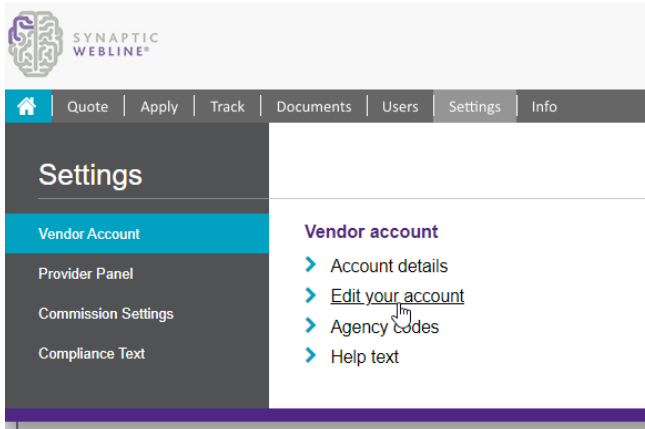 SYNAPTIC
WEBLINE®
Quote Apply Track Documents Users Settings Info
Settings
Vendor Account
Provider Panel
Commission Settings
Compliance Text
Vendor account
Account details
Edit your account
Agency codes
Help text